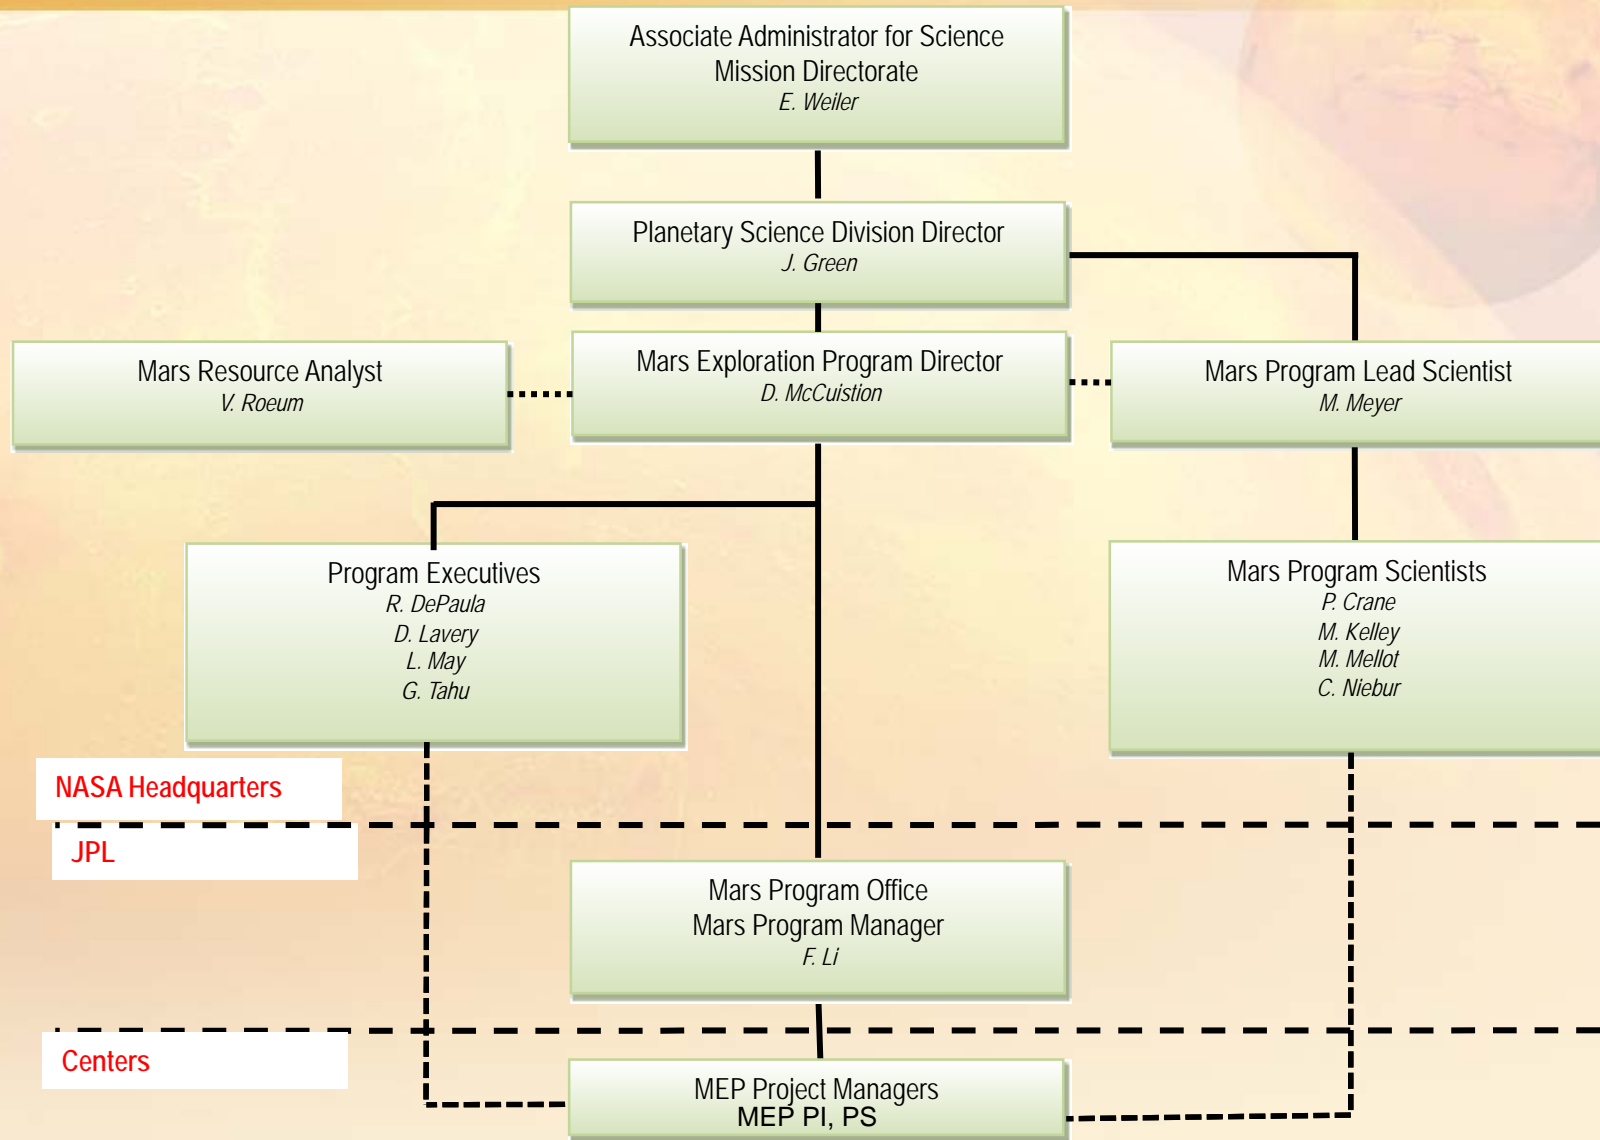 Associate Administrator for Science
Mission Directorate
E. Weiler
Planetary Science Division Director
J. Green
Mars Resource Analyst
V. Roeum
Mars Exploration Program Director
D. McCuistion
Mars Program Lead Scientist
M. Meyer
Program Executives
R. DePaula
D. Lavery
L. May
G. Tahu
Mars Program Scientists
P. Crane
M. Kelley
M. Mellot
C. Niebur
NASA Headquarters
JPL
Mars Program Office
Mars Program Manager
F. Li
Centers
MEP Project Managers
MEP PI, PS